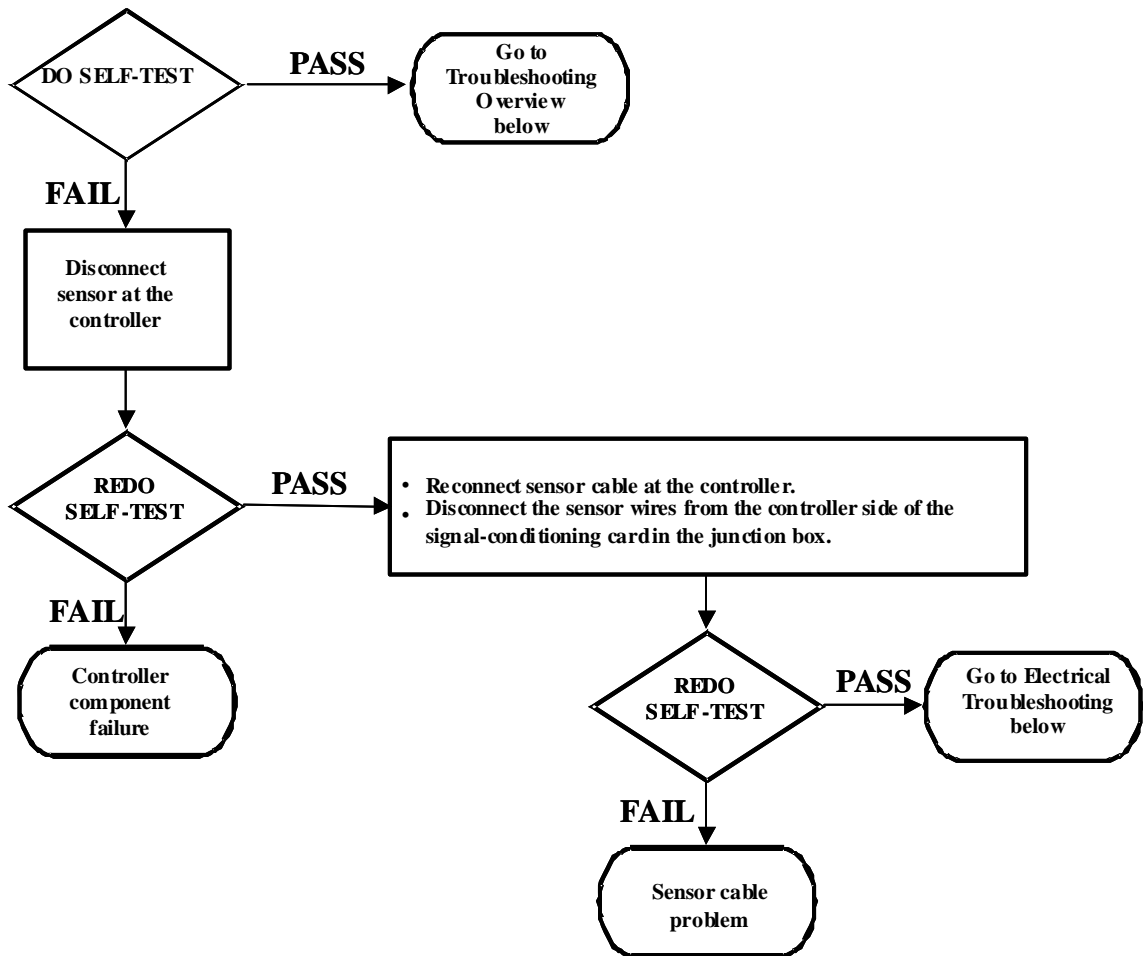 DO SELF-TEST
PASS
Go to
Troubleshooting
Overview
below
FAIL
Disconnect
sensor at the
controller
REDO
SELF-TEST
PASS
• Reconnect sensor cable at the controller.
• Disconnect the sensor wires from the controller side of the
signal-conditioning card in the junction box.
FAIL
Controller
component
failure
REDO
SELF-TEST
PASS
Go to Electrical
Troubleshooting
below
FAIL
Sensor cable
problem